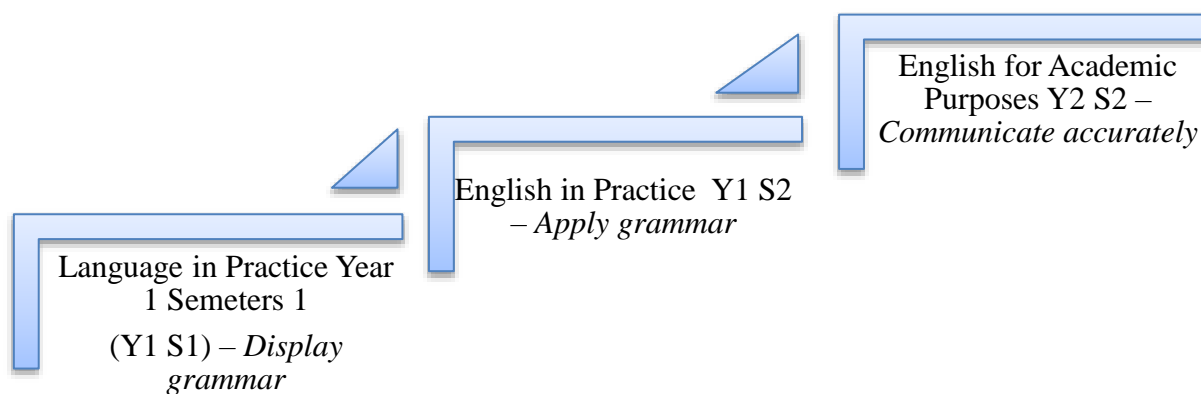 Language in Practice Year
1 Semeters 1
(Y1 S1) – Display
grammar
English in Practice Y1 S2
– Apply grammar
English for Academic
Purposes Y2 S2 –
Communicate accurately